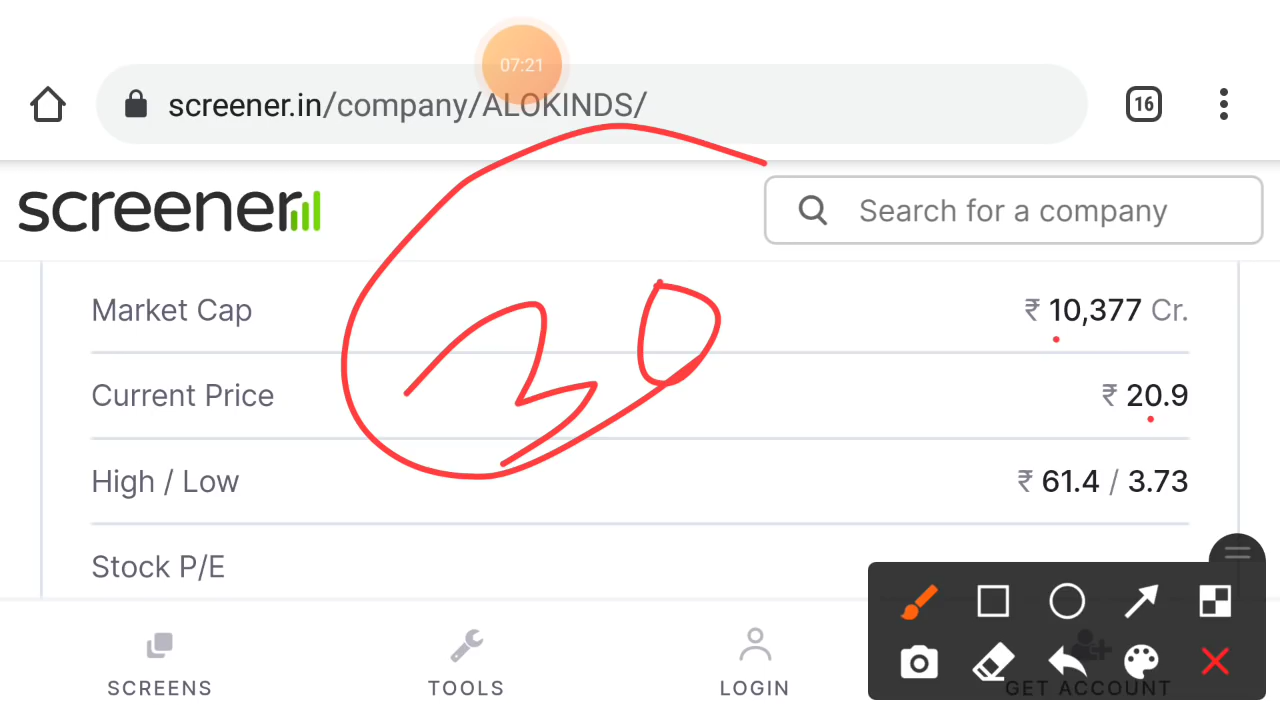 07:21
screener.in/company/ALOKINDS/
16
screener
Search for a company
Market Cap ₹ 10,377 Cr.
30
Current Price ₹ 20.9
High / Low ₹ 61.4 / 3.73
Stock P/E
SCREENS TOOLS LOGIN GET ACCOUNT